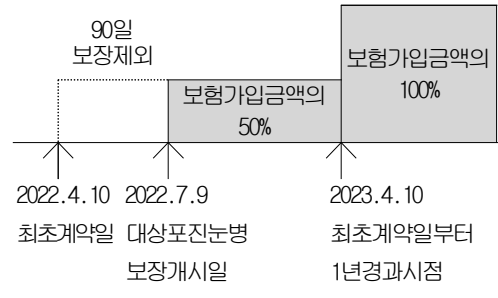 90일
보장제외
보험가입금액의
50%
보험가입금액의
100%
2022.4.10
최초계약일
2022.7.9
대상포진눈병
보장개시일
2023.4.10
최초계약일부터
1년경과시점